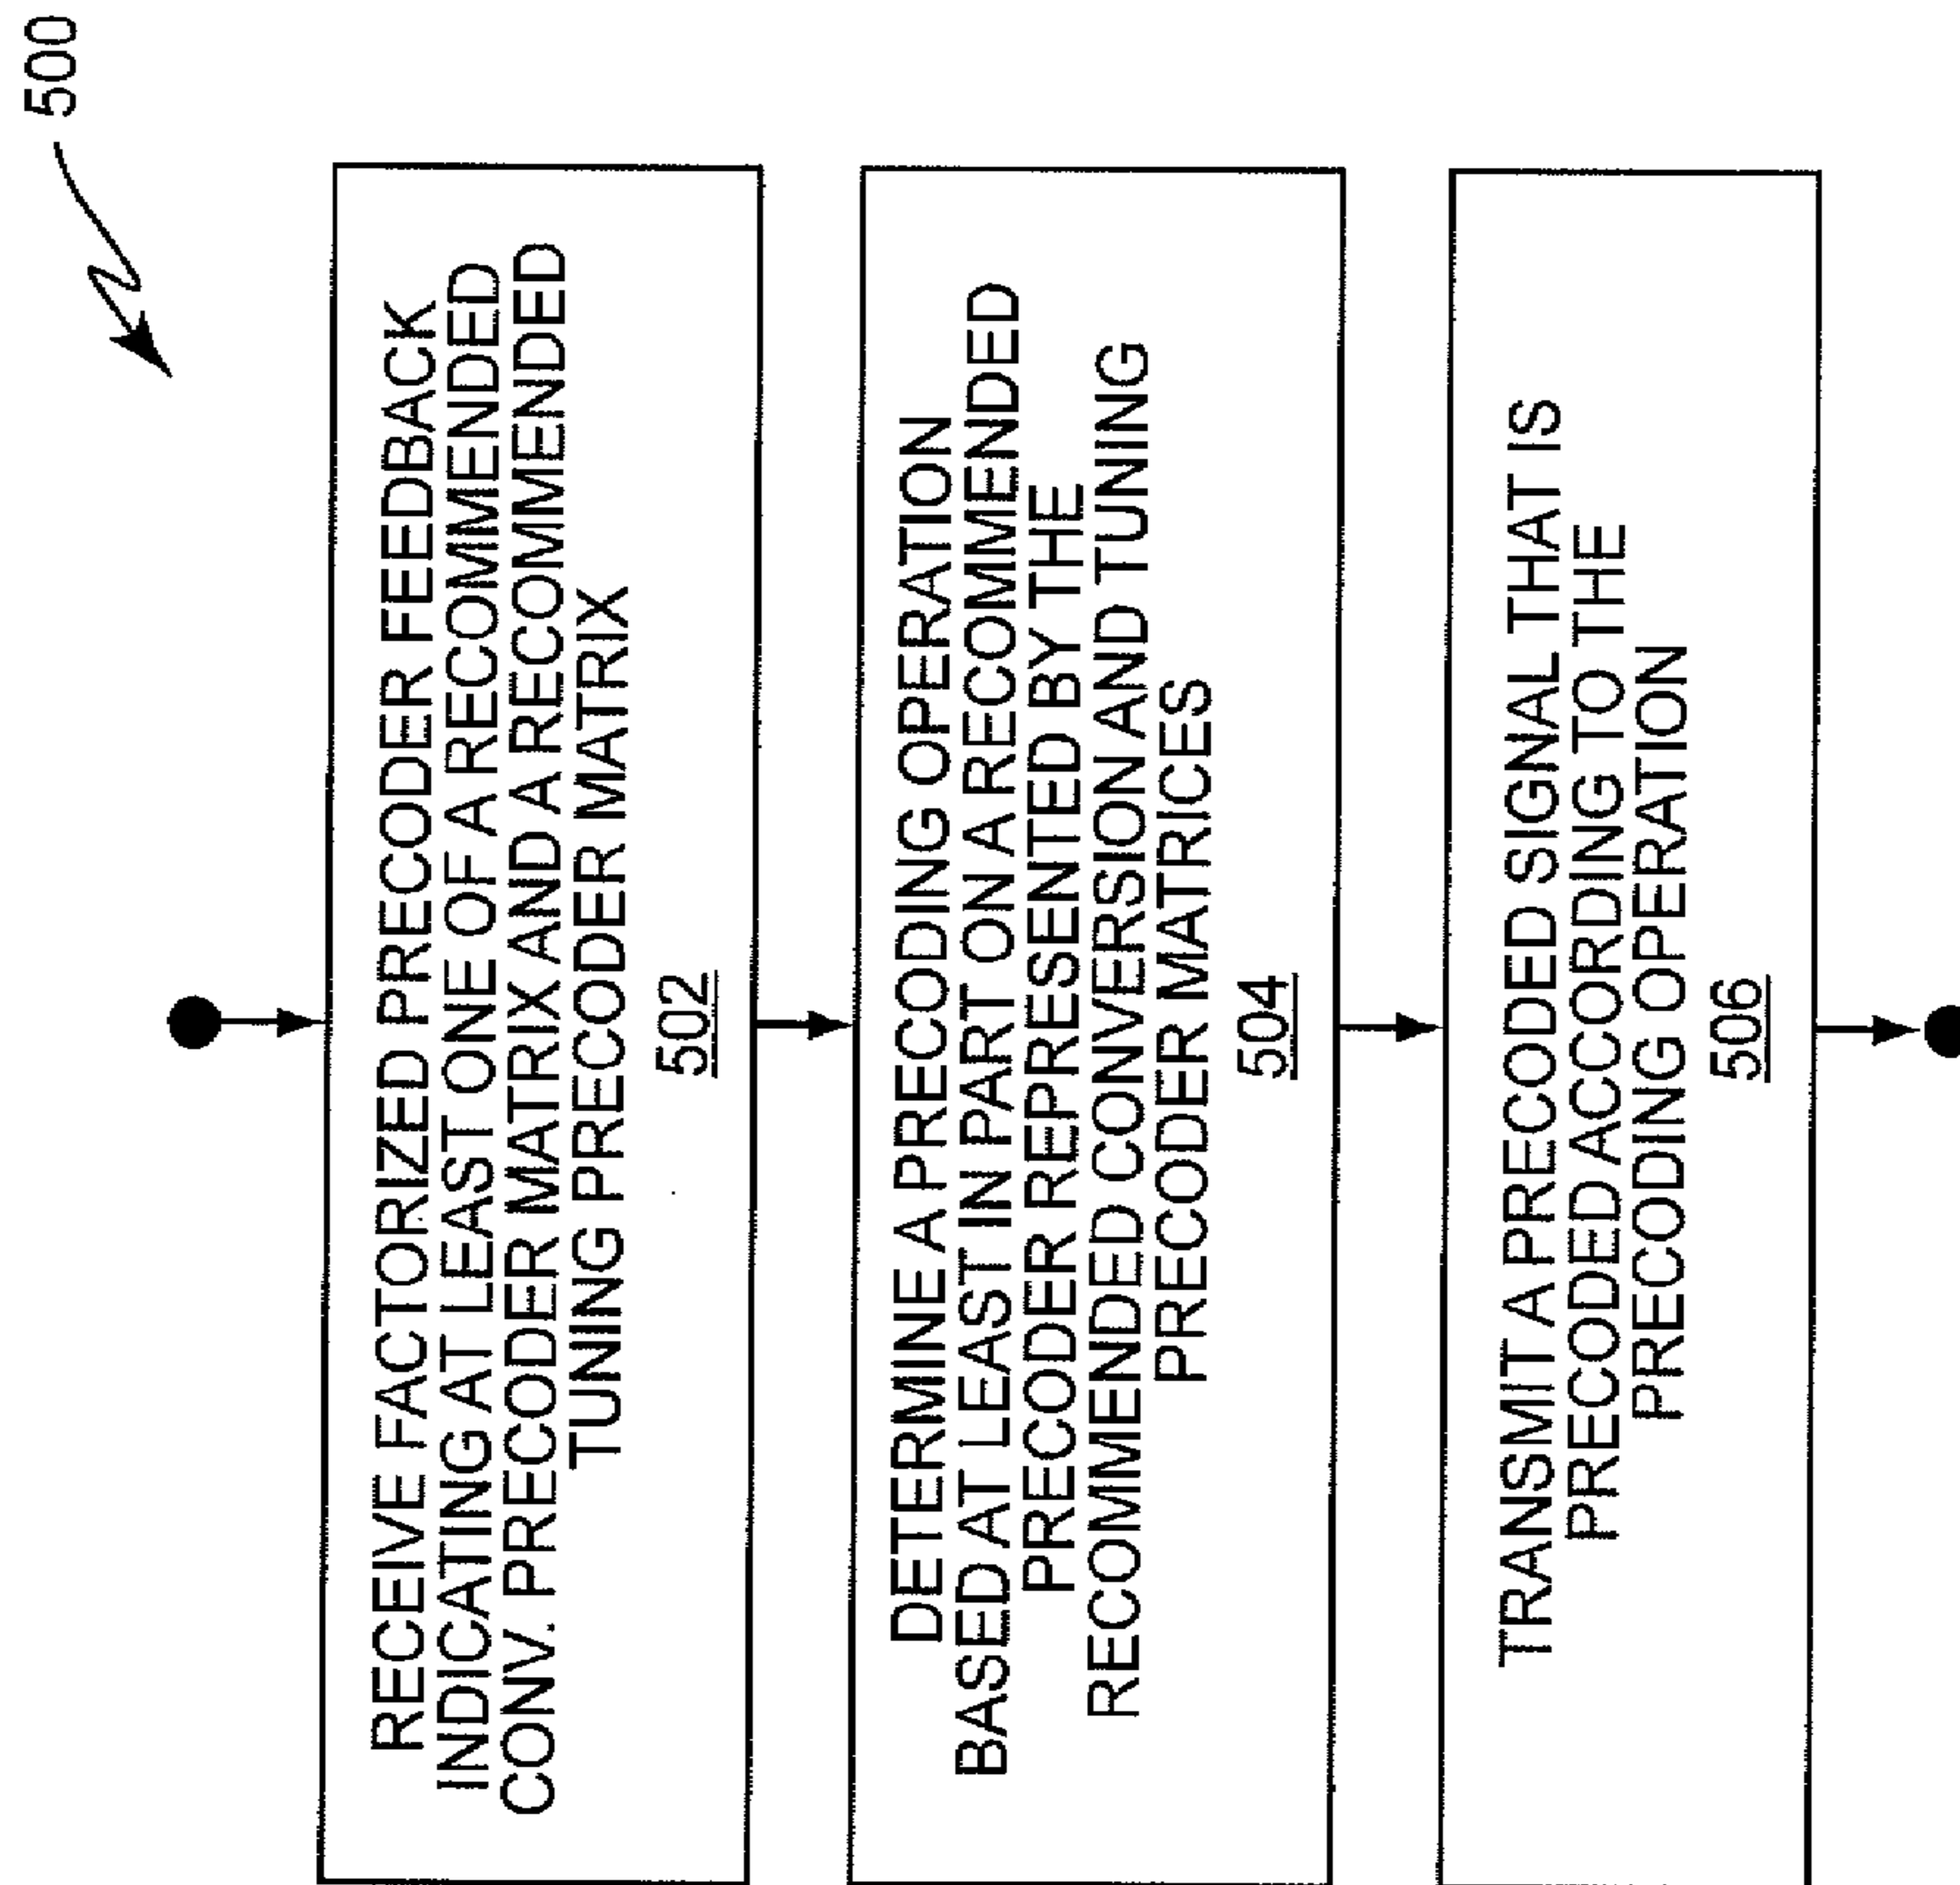 500
RECEIVE FACTORIZED PRECODER FEEDBACK
INDICATING AT LEAST ONE OF A RECOMMENDED
CONV. PRECODER MATRIX AND A RECOMMENDED
TUNING PRECODER MATRIX
502
DETERMINE A PRECODING OPERATION
BASED AT LEAST IN PART ON A RECOMMENDED
PRECODER REPRESENTED BY THE
RECOMMENDED CONVERSION AND TUNING
PRECODER MATRICES
504
TRANSMIT A PRECODED SIGNAL THAT IS
PRECODED ACCORDING TO THE
PRECODING OPERATION
506